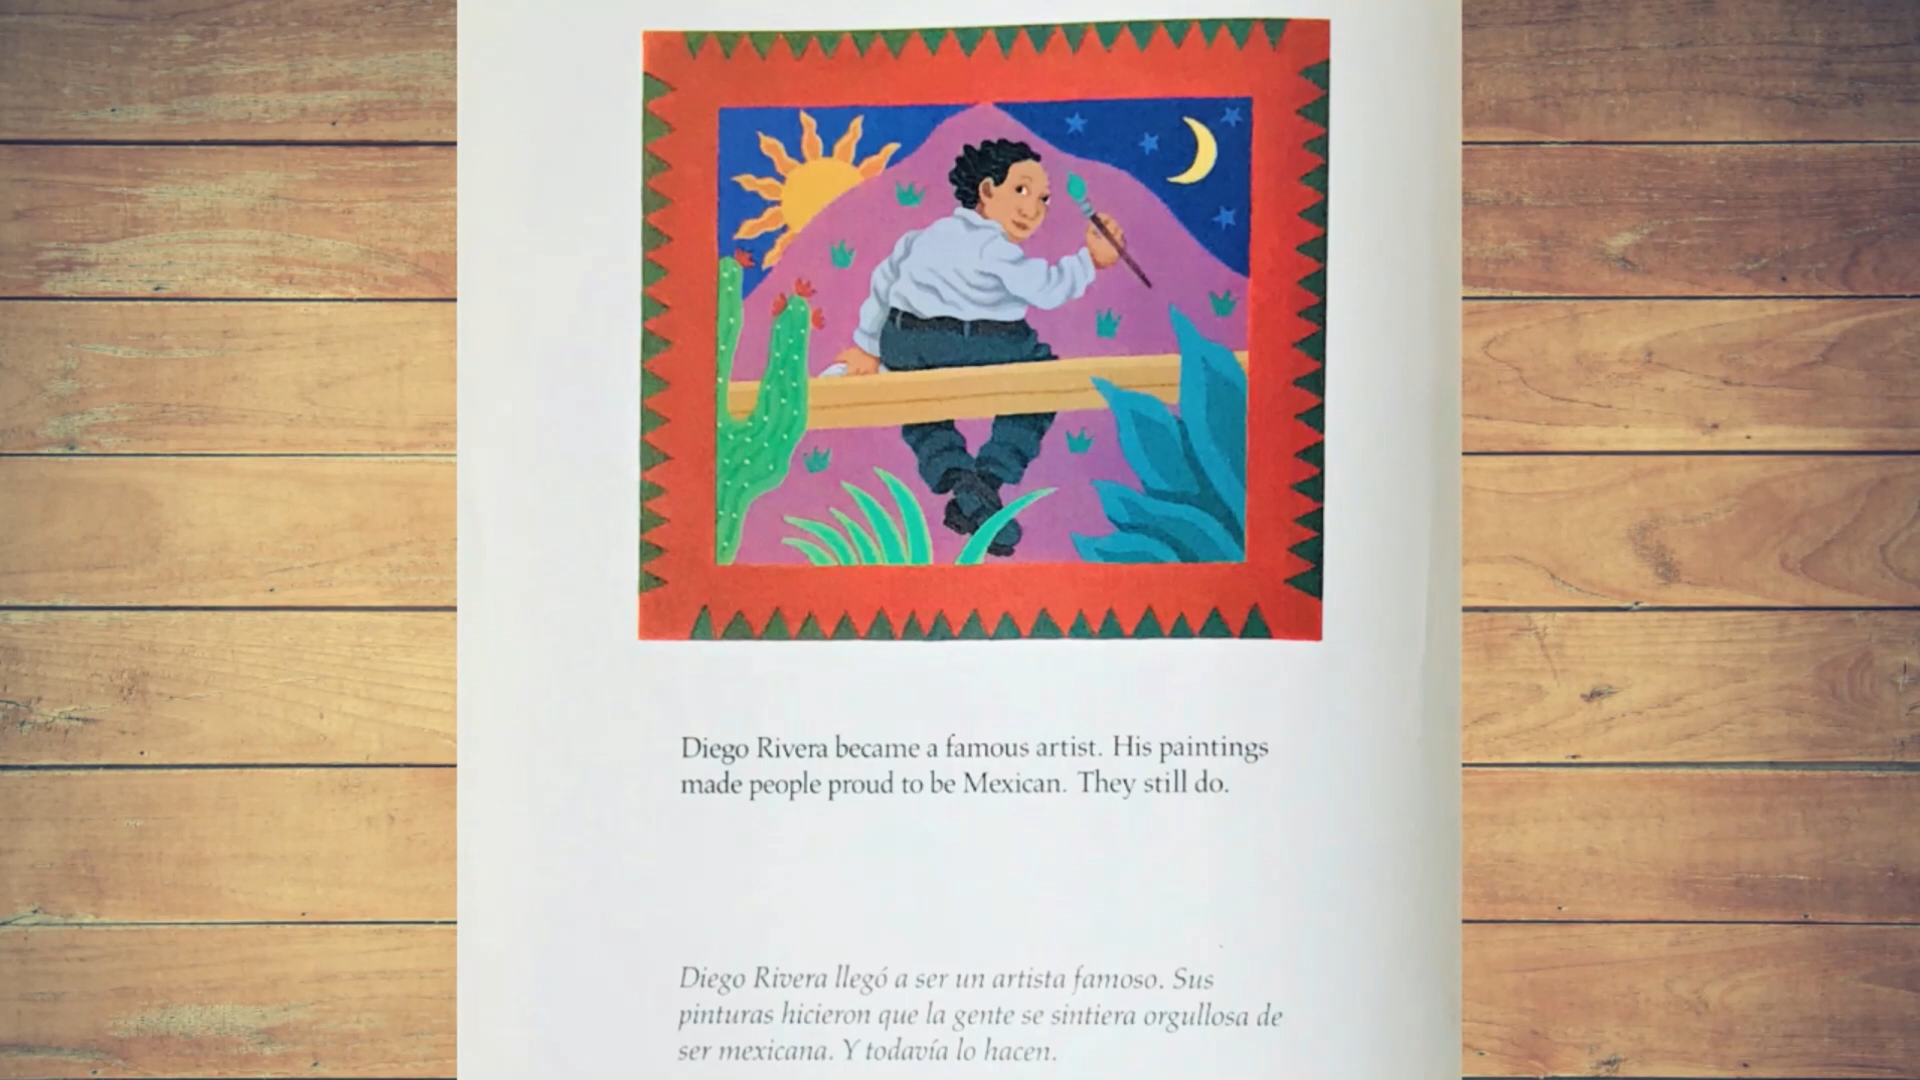 Diego Rivera became a famous artist. His paintings
made people proud to be Mexican. They still do.
Diego Rivera llegó a ser un artista famoso. Sus
pinturas hicieron que la gente se sintiera orgullosa de
ser mexicana. Y todavía lo hacen.